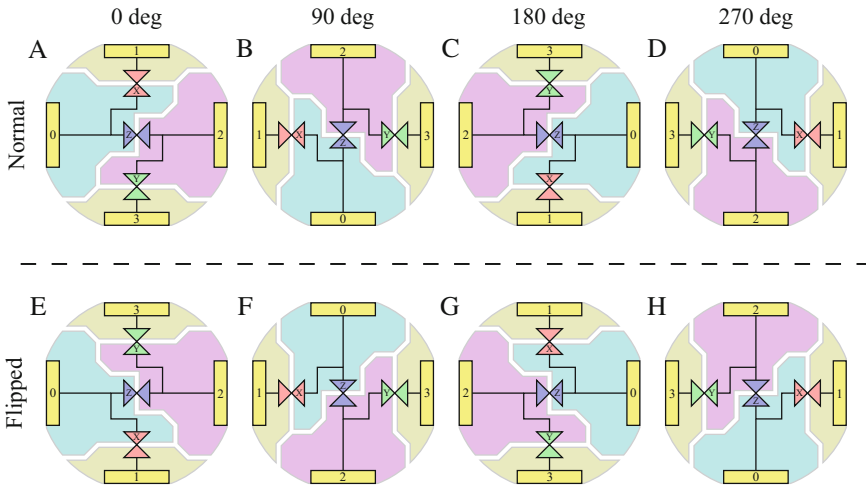 0 deg 90 deg 180 deg 270 deg
Normal
A B C D
1 2 3 0
X Y
0 Z 2
1 X Y 3
Z
2 Z 0
3 Y X 1
Z
Y X
3 0 1 2
Flipped
E F G H
3 0 1 2
Y X
0 Z 2
1 X Y 3
Z
2 Z 0
3 Y X 1
Z
X Y
1 2 3 0